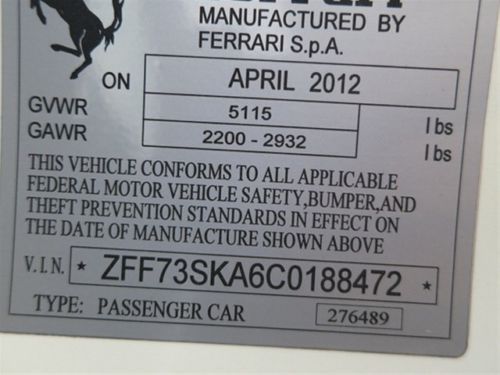 MANUFACTURED BY
FERRARI S.p.A.
ON APRIL 2012
GVWR 5115 lbs
GAWR 2200 - 2932 lbs
THIS VEHICLE CONFORMS TO ALL APPLICABLE
FEDERAL MOTOR VEHICLE SAFETY,BUMPER,AND
THEFT PREVENTION STANDARDS IN EFFECT ON
THE DATE OF MANUFACTURE SHOWN ABOVE
V.I.N. * ZFF73SKA6C0188472 *
TYPE: PASSENGER CAR 276489